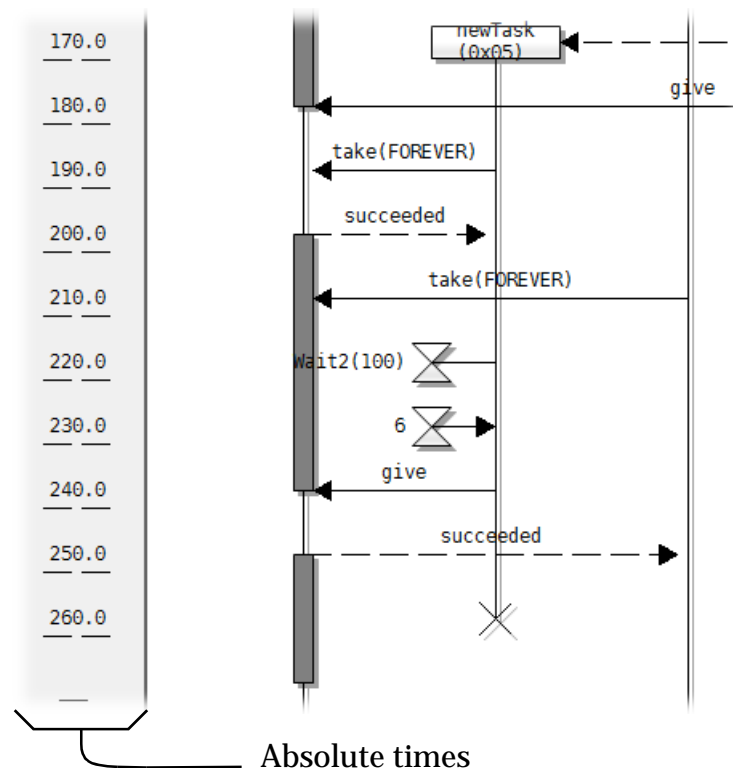 newTask
170.0
(0x05)
give
180.0
take(FOREVER)
190.0
succeeded
200.0
take(FOREVER)
210.0
Wait2(100)
220.0
6
230.0
give
240.0
succeeded
250.0
260.0
Absolute times